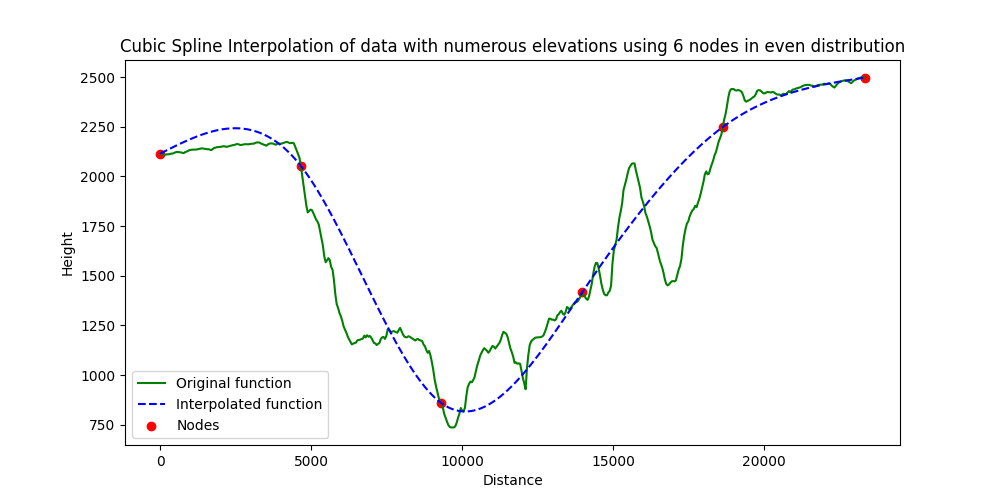 Cubic Spline Interpolation of data with numerous elevations using 6 nodes in even distribution
2500
2250
2000
1750
1500
1250
1000
750
Height
Original function
Interpolated function
Nodes
0 5000 10000 15000 20000
Distance